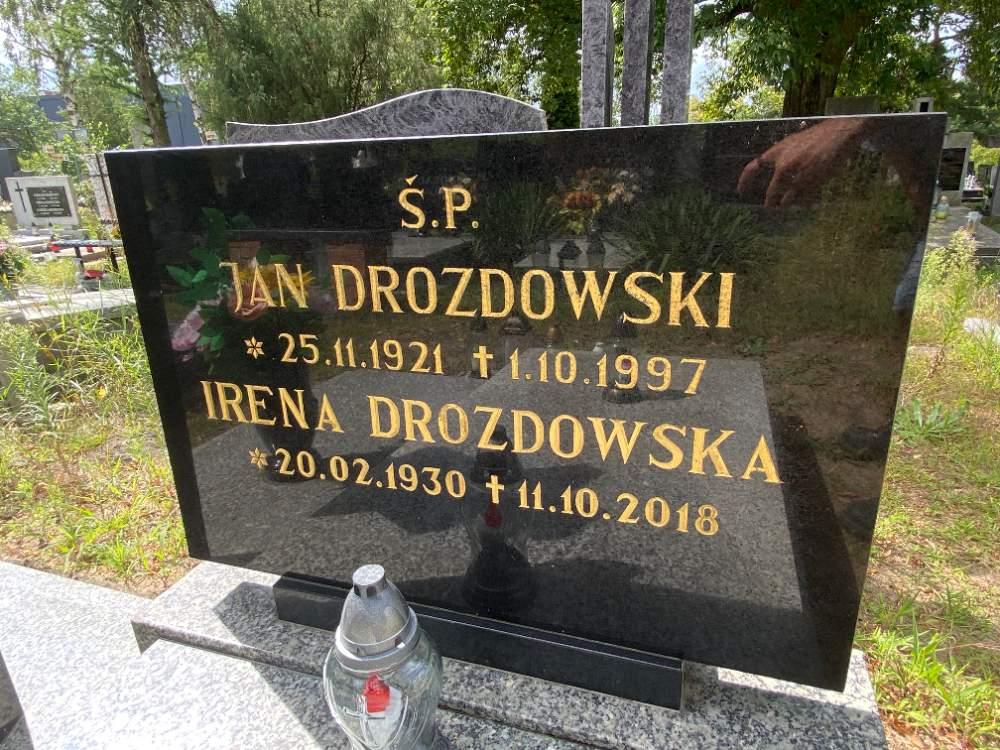 Ś.P.
JAN DROZDOWSKI
* 25.11.1921 † 1.10.1997
IRENA DROZDOWSKA
* 20.02.1930 † 11.10.2018